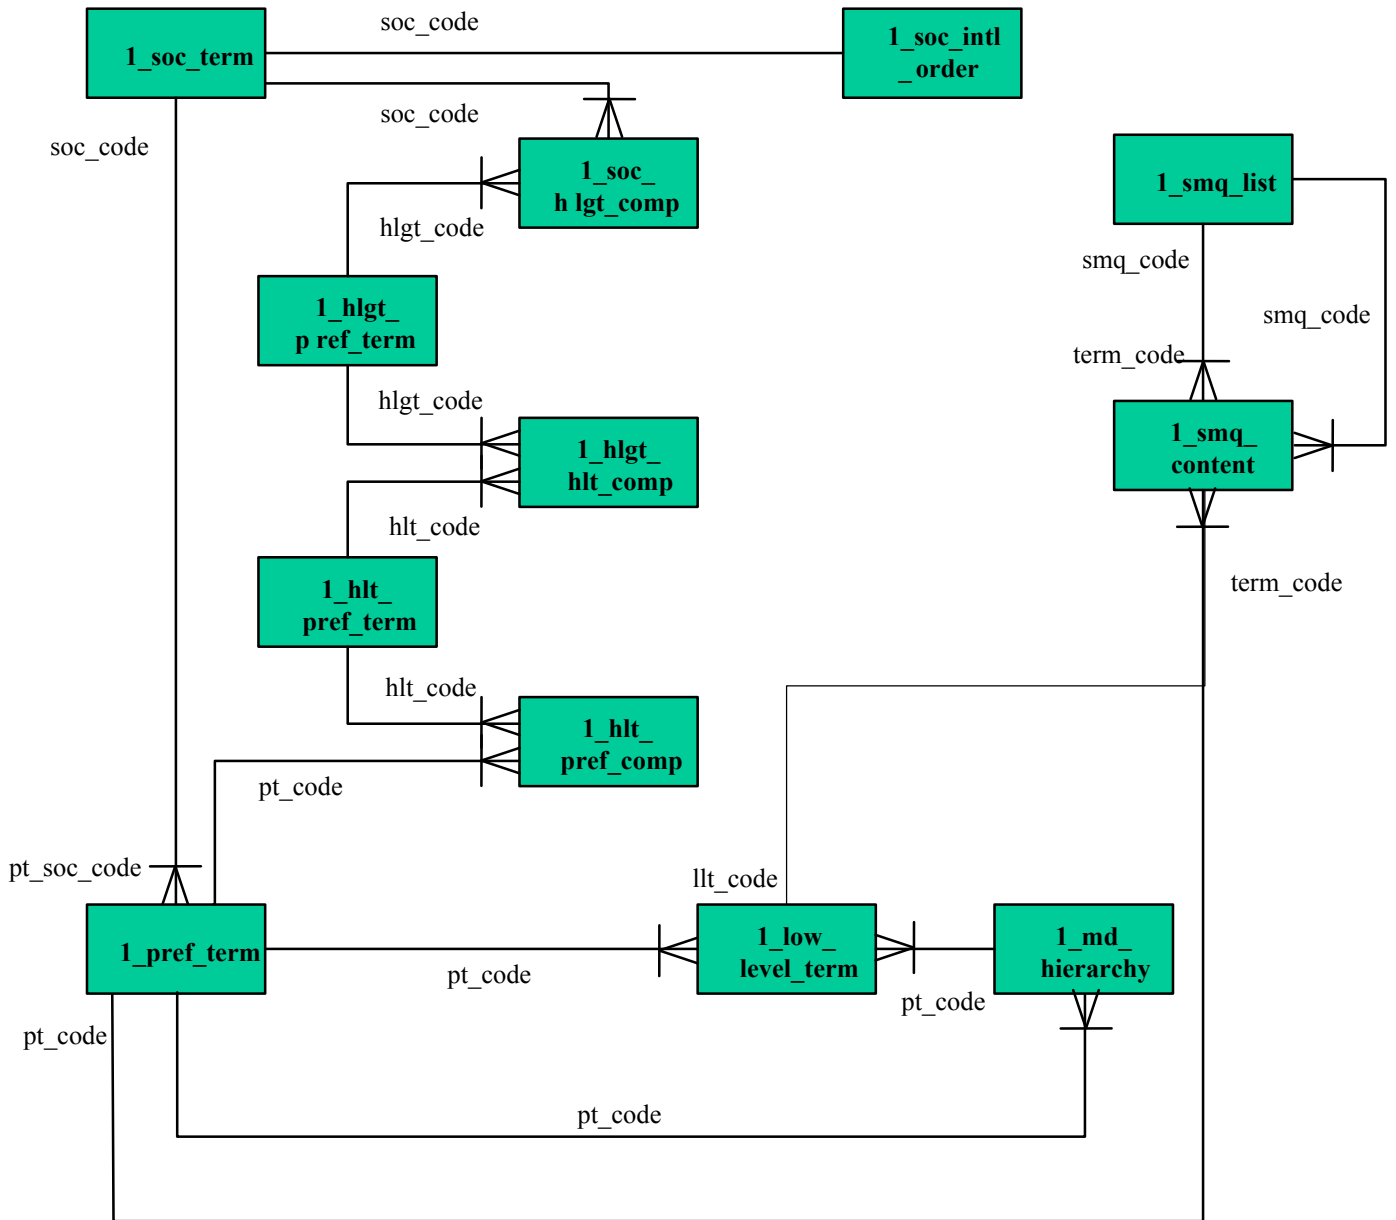 soc_code
1_soc_term
1_soc_intl
_ order
soc_code
soc_code
1_soc_
h lgt_comp
1_smq_list
hlgt_code
smq_code
1_hlgt_
p ref_term
smq_code
term_code
hlgt_code
1_hlgt_
hlt_comp
1_smq_
content
hlt_code
1_hlt_
pref_term
term_code
hlt_code
1_hlt_
pref_comp
pt_code
pt_soc_code
llt_code
1_pref_term
1_low_
level_term
1_md_
hierarchy
pt_code
pt_code
pt_code
pt_code